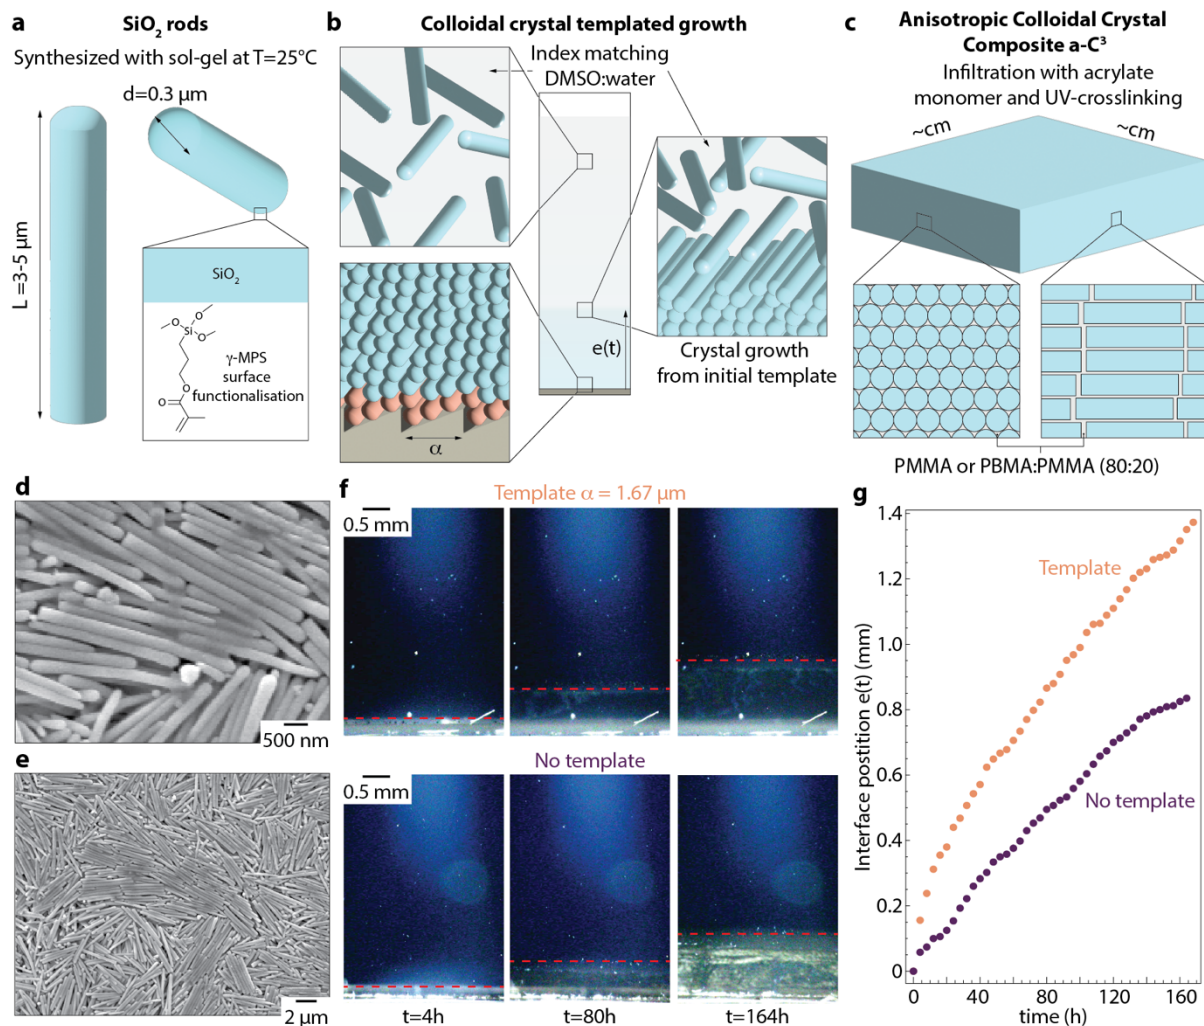 a
SiO2 rods
Synthesized with sol-gel at T=25°C
d=0.3 μm
L =3-5 μm
SiO2
O
Si
O
O
O
O
γ-MPS
surface
functionalisation
b
Colloidal crystal templated growth
Index matching
DMSO:water
e(t)
α
Crystal growth
from initial template
c
Anisotropic Colloidal Crystal
Composite a-C³
Infiltration with acrylate
monomer and UV-crosslinking
~cm
~cm
PMMA or PBMA:PMMA (80:20)
d
500 nm
e
2 μm
f
Template α = 1.67 μm
0.5 mm
No template
0.5 mm
t=4h
t=80h
t=164h
g
Interface postition e(t) (mm)
1.4
1.2
1
0.8
0.6
0.4
0.2
0
Template
No template
0
40
80
120
160
time (h)